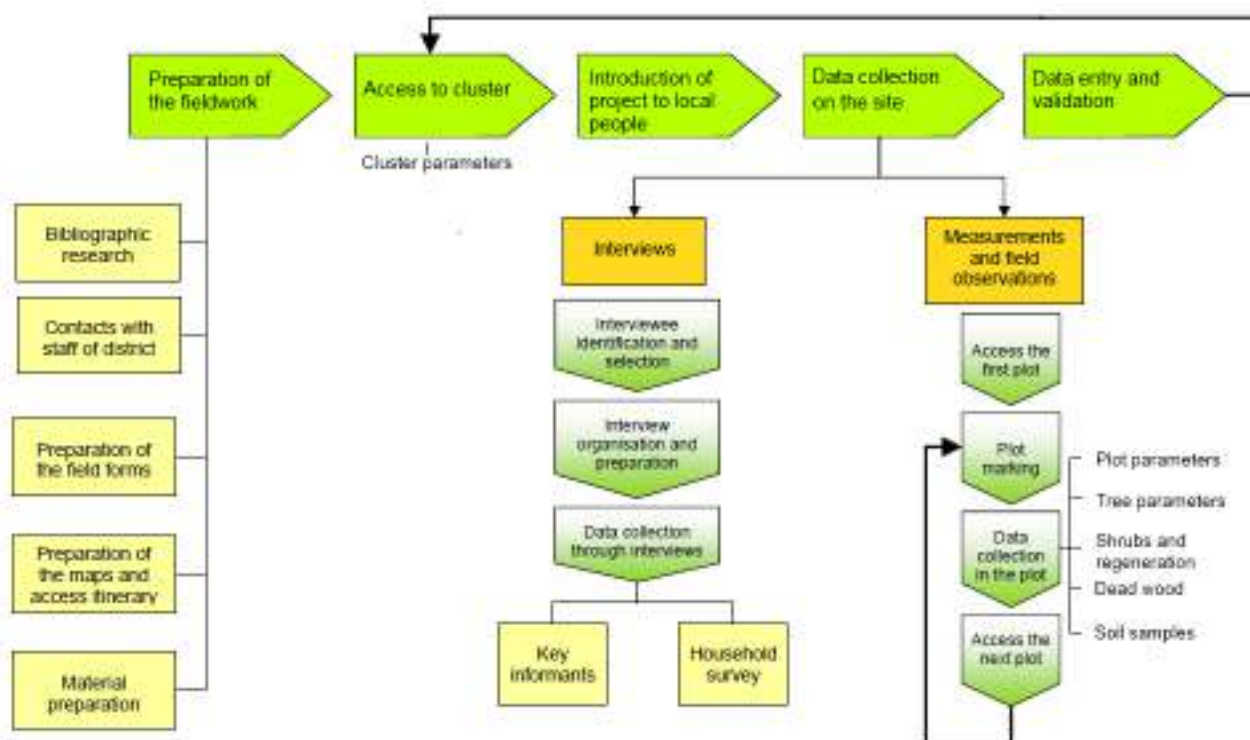 Preparation of
the fieldwork
Access to cluster
Introduction of
project to local
people
Data collection
on the site
Data entry and
validation
Cluster parameters
Bibliographic
research
Contacts with
staff of district
Preparation of
the field forms
Preparation of
the maps and
access itinerary
Material
preparation
Interviews
Interviewee
identification and
selection
Interview
organisation and
preparation
Data collection
through interviews
Key
informants
Household
survey
Measurements
and field
observations
Access the
first plot
Plot
marking
Data
collection
in the plot
Access the
next plot
Plot parameters
Tree parameters
Shrubs and
regeneration
Dead wood
Soil samples